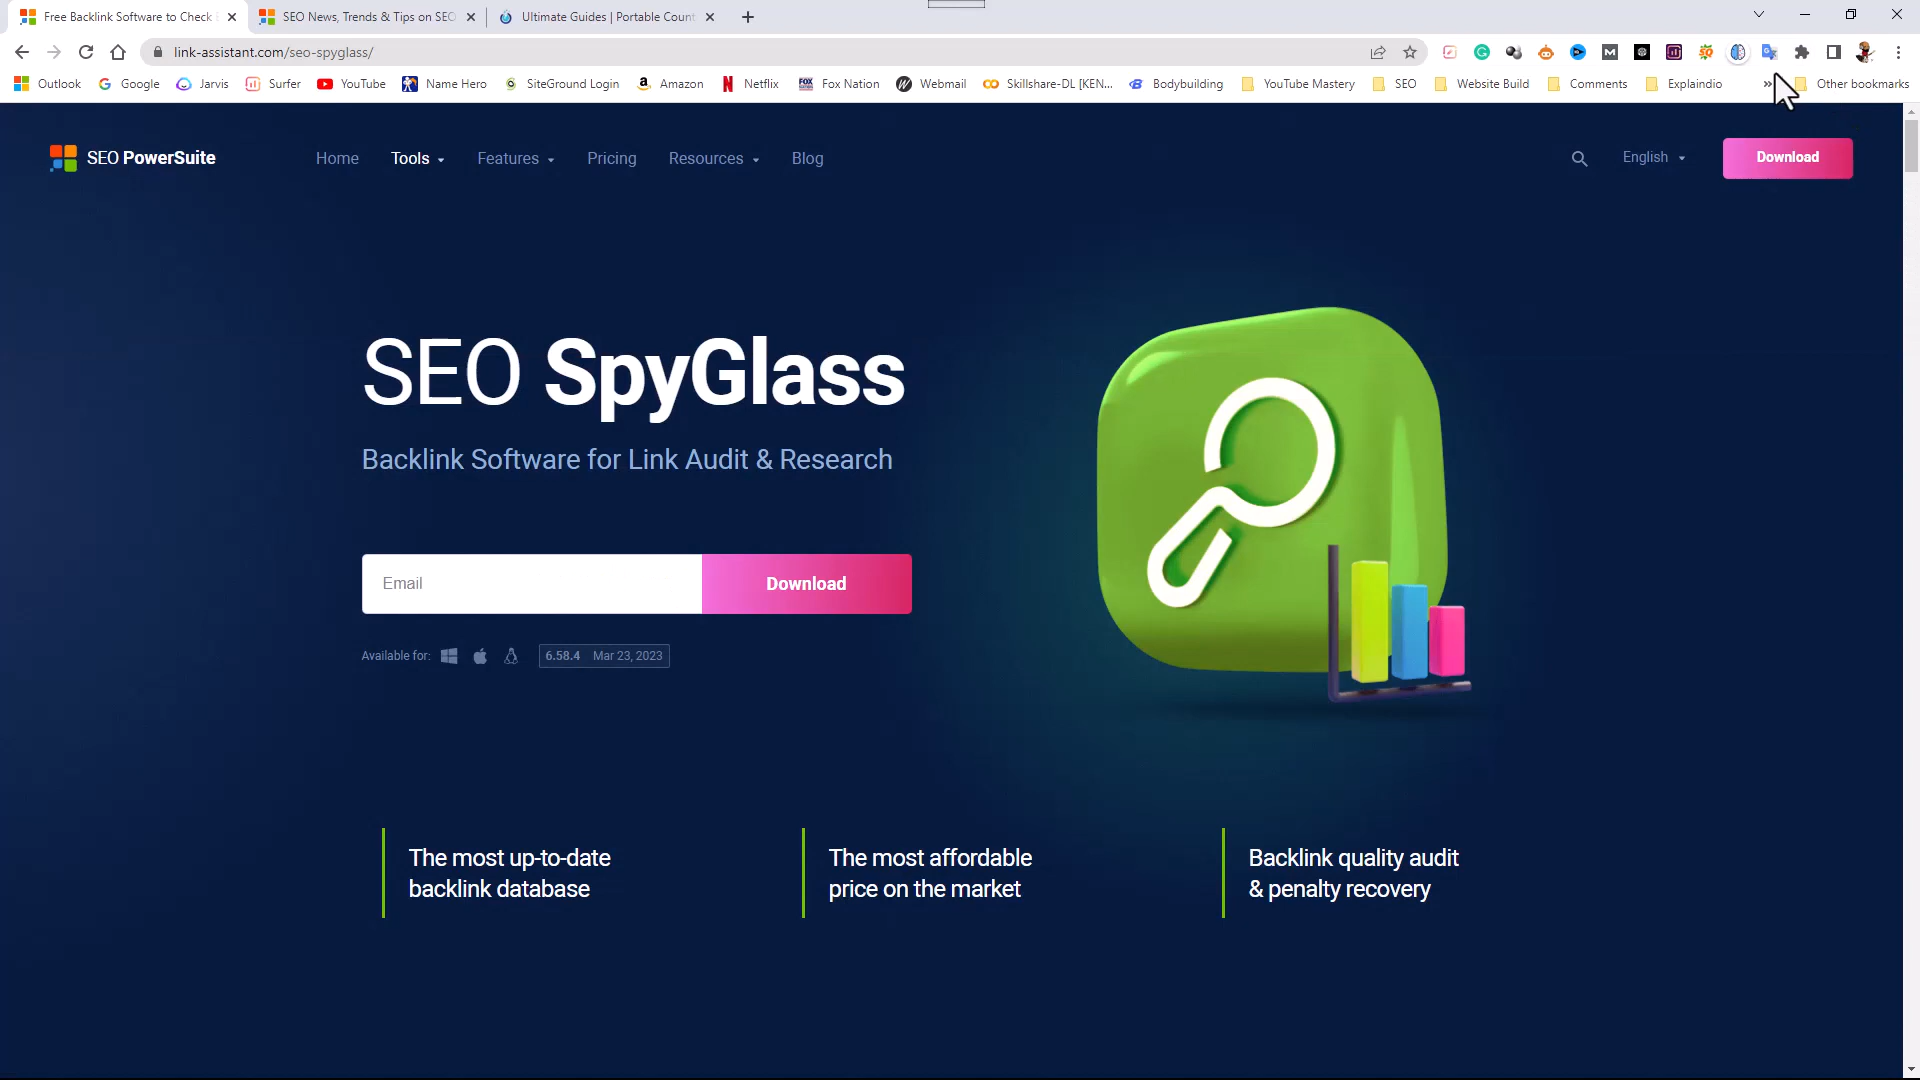 Free Backlink Software to Check
SEO News, Trends & Tips on SEO
Ultimate Guides | Portable Count
link-assistant.com/seo-spyglass/
Outlook
Google
Jarvis
Surfer
YouTube
Name Hero
SiteGround Login
Amazon
Netflix
Fox Nation
Webmail
Skillshare-DL [KEN...
Bodybuilding
YouTube Mastery
SEO
Website Build
Comments
Explaindio
»
Other bookmarks
SEO PowerSuite
Home
Tools
Features
Pricing
Resources
Blog
English
Download
SEO SpyGlass
Backlink Software for Link Audit & Research
Email
Download
Available for:
6.58.4 Mar 23, 2023
The most up-to-date
backlink database
The most affordable
price on the market
Backlink quality audit
& penalty recovery